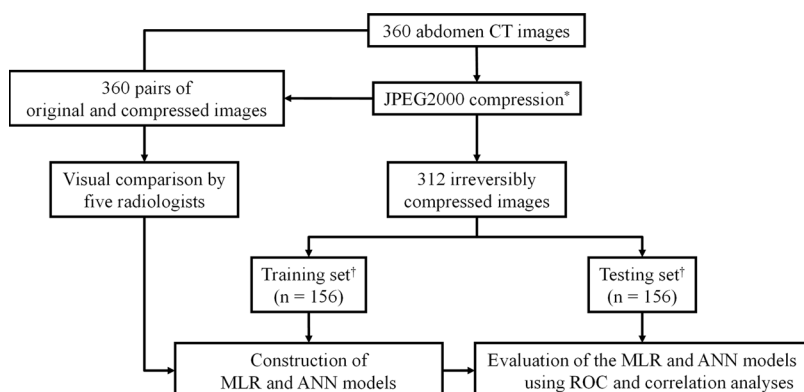 360 abdomen CT images
360 pairs of
original and compressed images
JPEG2000 compression*
Visual comparison by
five radiologists
312 irreversibly
compressed images
Training set†
(n = 156)
Testing set†
(n = 156)
Construction of
MLR and ANN models
Evaluation of the MLR and ANN models
using ROC and correlation analyses